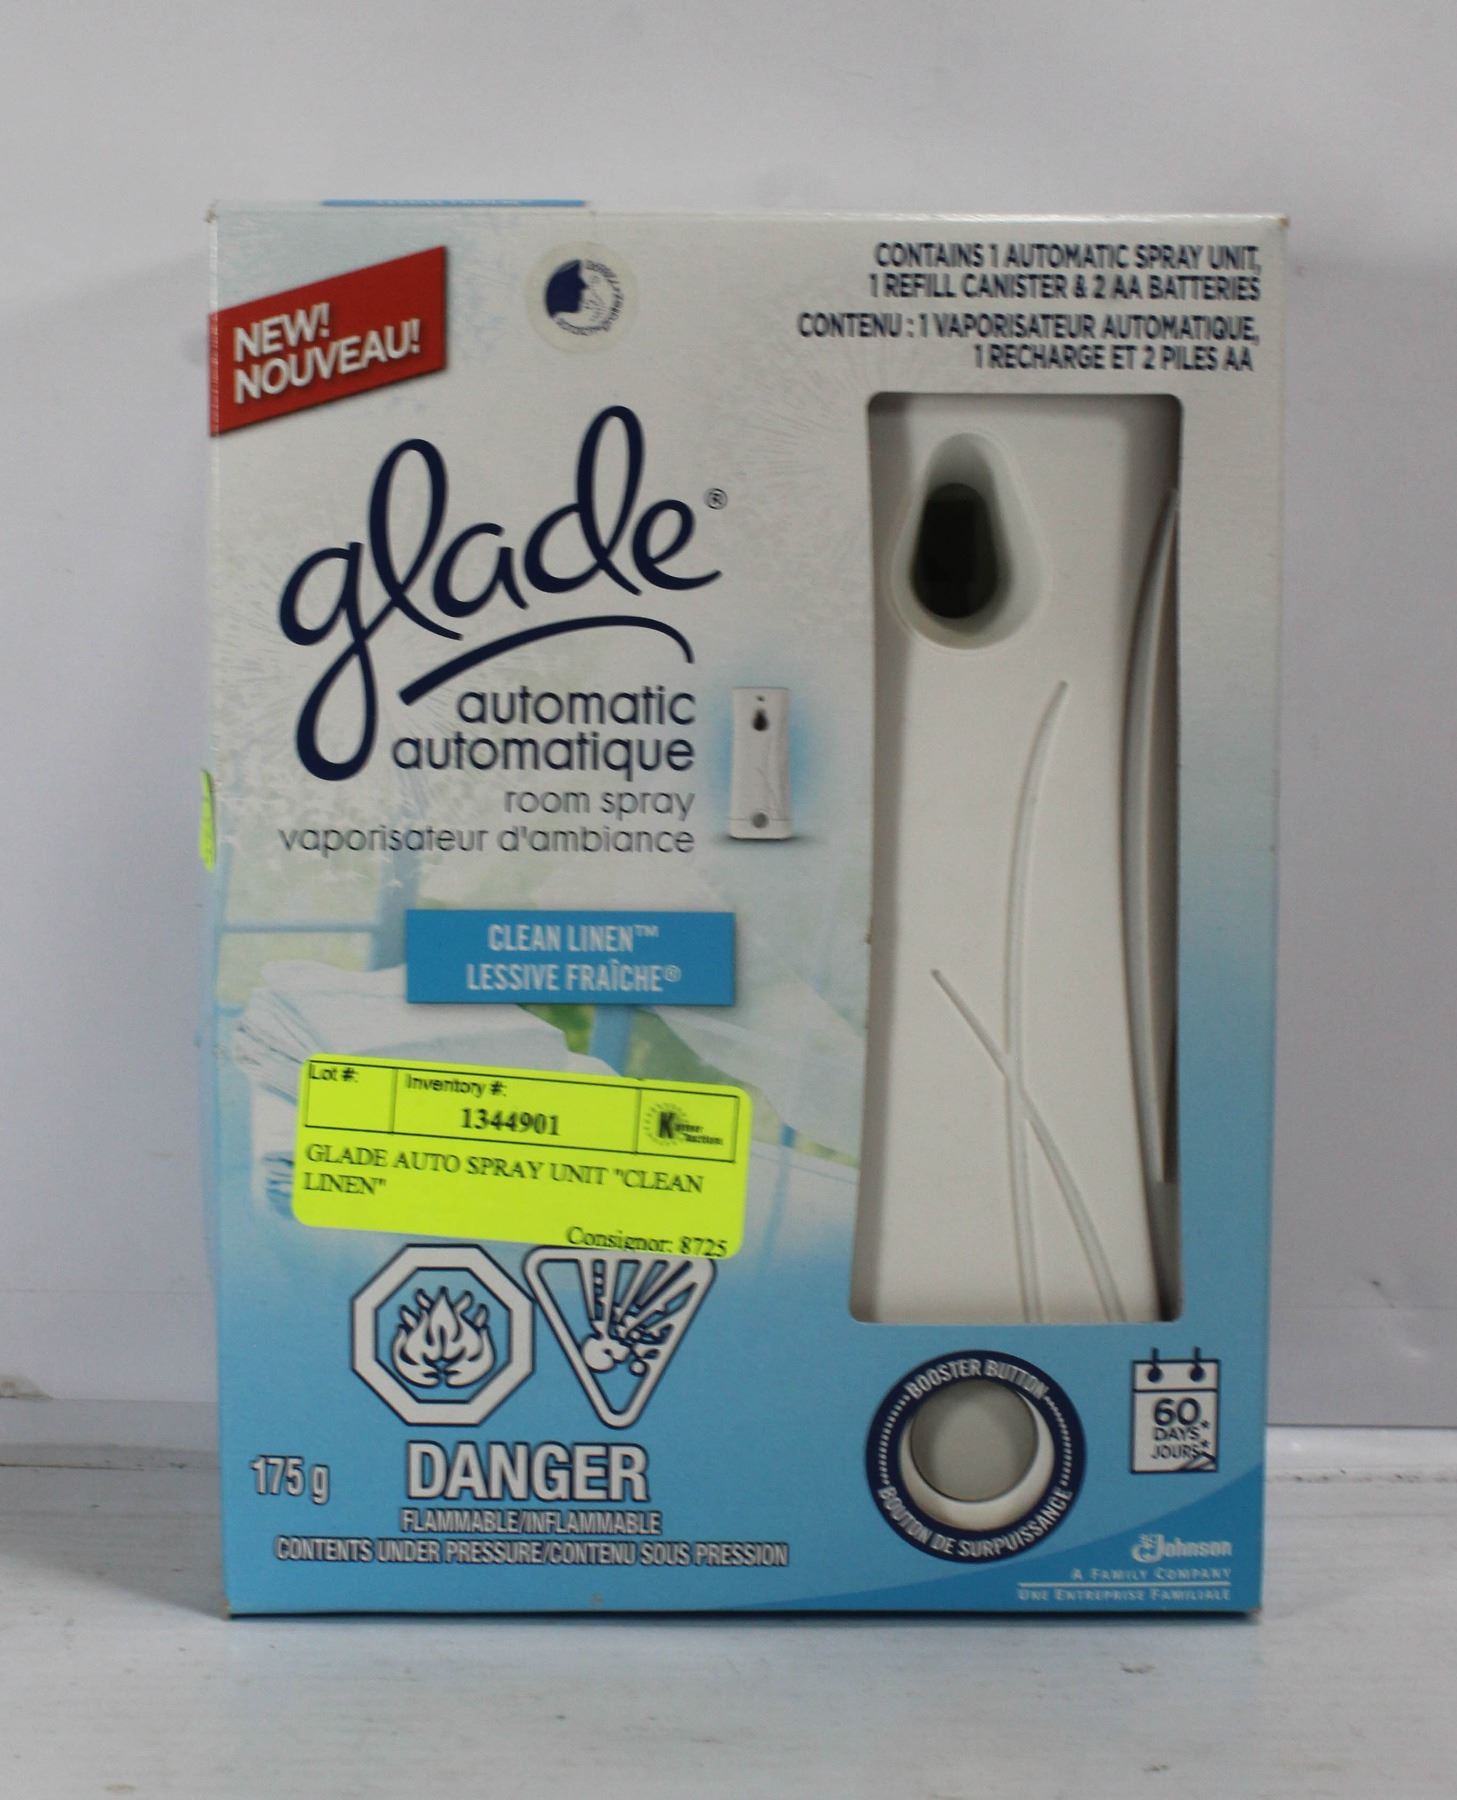 NEW!
NOUVEAU!
CONTAINS 1 AUTOMATIC SPRAY UNIT,
1 REFILL CANISTER & 2 AA BATTERIES
CONTENU : 1 VAPORISATEUR AUTOMATIQUE,
1 RECHARGE ET 2 PILES AA
glade®
automatic
automatique
room spray
vaporisateur d'ambiance
CLEAN LINEN™
LESSIVE FRAÎCHE®
Lot #:
Inventory #:
1344901
GLADE AUTO SPRAY UNIT "CLEAN
LINEN"
Consignor: 8725
175 g
DANGER
FLAMMABLE/INFLAMMABLE
CONTENTS UNDER PRESSURE/CONTENU SOUS PRESSION
BOOSTER BUTTON
BOUTON DE SURPUISSANCE
60
DAYS*
JOURS*
SC Johnson
A FAMILY COMPANY
UNE ENTREPRISE FAMILIALE